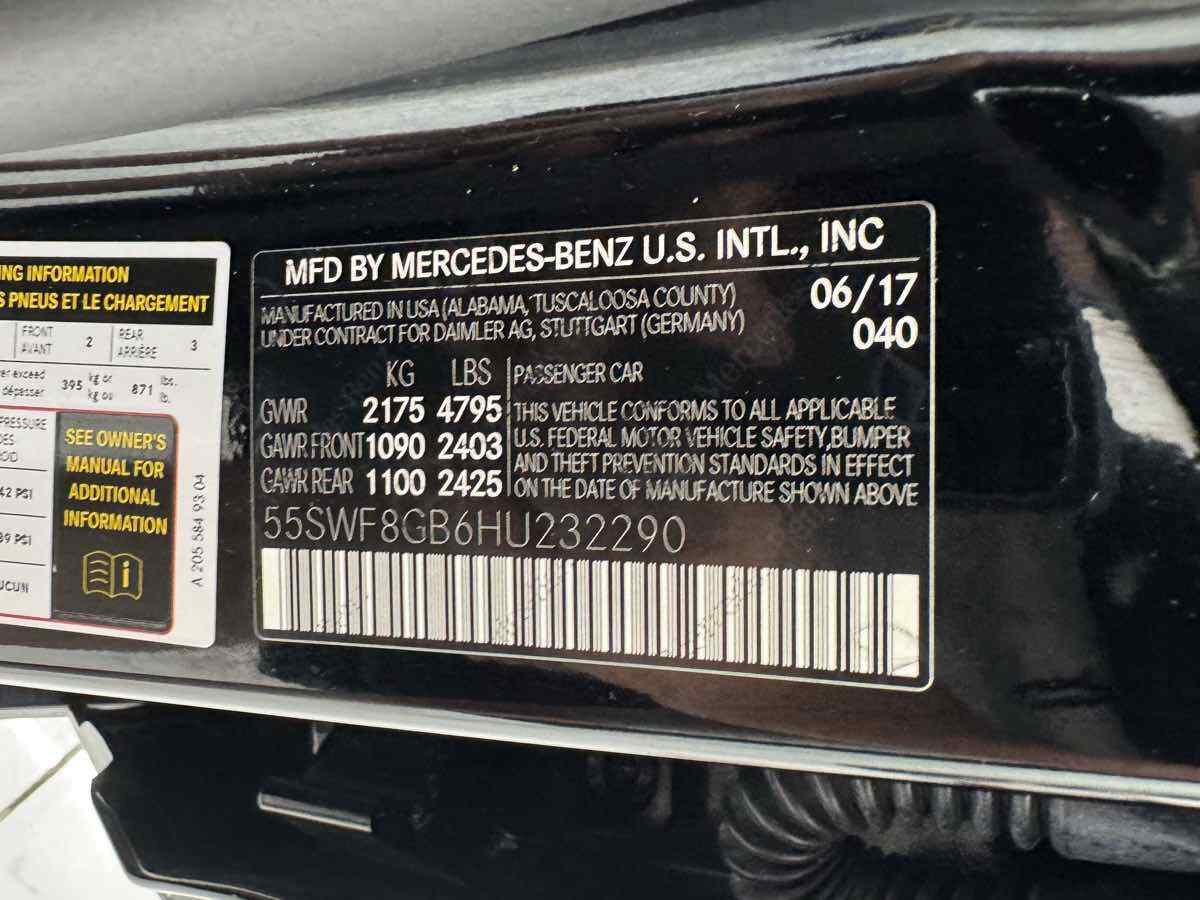 NG INFORMATION
S PNEUS ET LE CHARGEMENT
FRONT
AVANT
2
REAR
ARRIÈRE
3
er exceed
dépasser
395
kg or
kg ou
871
lbs.
lb.
PRESSURE
42 PSI
39 PSI
UCUN
SEE OWNER'S
MANUAL FOR
ADDITIONAL
INFORMATION
A 205 584 93 04
MFD BY MERCEDES-BENZ U.S. INTL., INC
MANUFACTURED IN USA (ALABAMA, TUSCALOOSA COUNTY)
UNDER CONTRACT FOR DAIMLER AG, STUTTGART (GERMANY)
06/17
040
KG LBS
GWR 2175 4795
GAWR FRONT 1090 2403
GAWR REAR 1100 2425
PASSENGER CAR
THIS VEHICLE CONFORMS TO ALL APPLICABLE
U.S. FEDERAL MOTOR VEHICLE SAFETY, BUMPER
AND THEFT PREVENTION STANDARDS IN EFFECT
ON THE DATE OF MANUFACTURE SHOWN ABOVE
55SWF8GB6HU232290